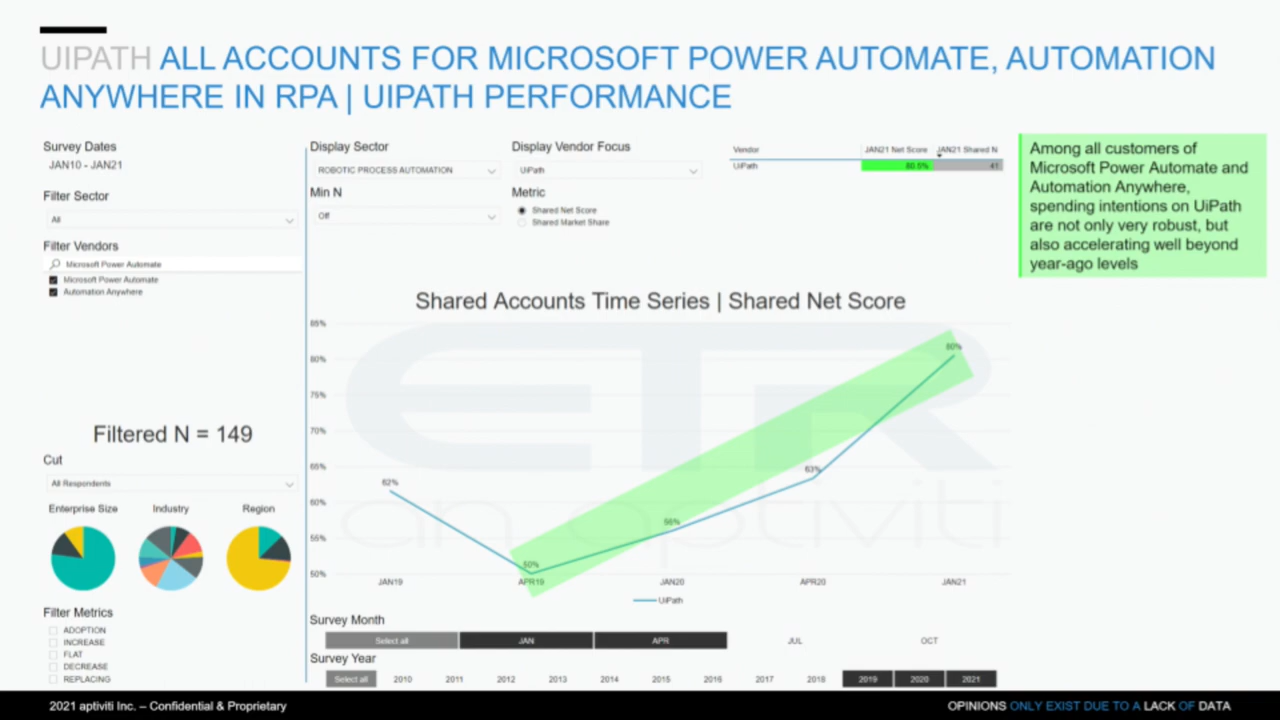 UIPATH ALL ACCOUNTS FOR MICROSOFT POWER AUTOMATE, AUTOMATION
ANYWHERE IN RPA | UIPATH PERFORMANCE
Survey Dates
JAN10 - JAN21
Filter Sector
All
Filter Vendors
Microsoft Power Automate
Microsoft Power Automate
Automation Anywhere
Filtered N = 149
Cut
All Respondents
Enterprise Size
Industry
Region
Filter Metrics
ADOPTION
INCREASE
FLAT
DECREASE
REPLACING
Display Sector
ROBOTIC PROCESS AUTOMATION
Min N
Off
Display Vendor Focus
UiPath
Metric
Shared Net Score
Shared Market Share
Vendor JAN21 Net Score JAN21 Shared N
UiPath 80.5% 41
Among all customers of
Microsoft Power Automate and
Automation Anywhere,
spending intentions on UiPath
are not only very robust, but
also accelerating well beyond
year-ago levels
Shared Accounts Time Series | Shared Net Score
85%
80%
75%
70%
65%
60%
55%
50%
62%
50%
56%
63%
80%
JAN19 APR19 JAN20 APR20 JAN21
UiPath
ETR
an aptiviti
Survey Month
Select all JAN APR JUL OCT
Survey Year
Select all 2010 2011 2012 2013 2014 2015 2016 2017 2018 2019 2020 2021
2021 aptiviti Inc. – Confidential & Proprietary
OPINIONS ONLY EXIST DUE TO A LACK OF DATA